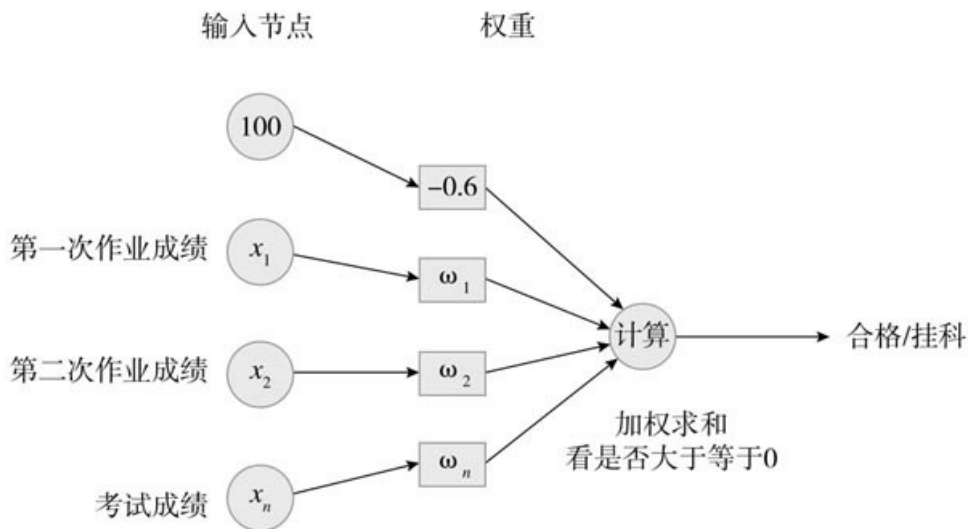 输入节点
权重
100
−0.6
第一次作业成绩
x1
ω1
计算
合格/挂科
第二次作业成绩
x2
ω2
加权求和
看是否大于等于0
考试成绩
xn
ωn